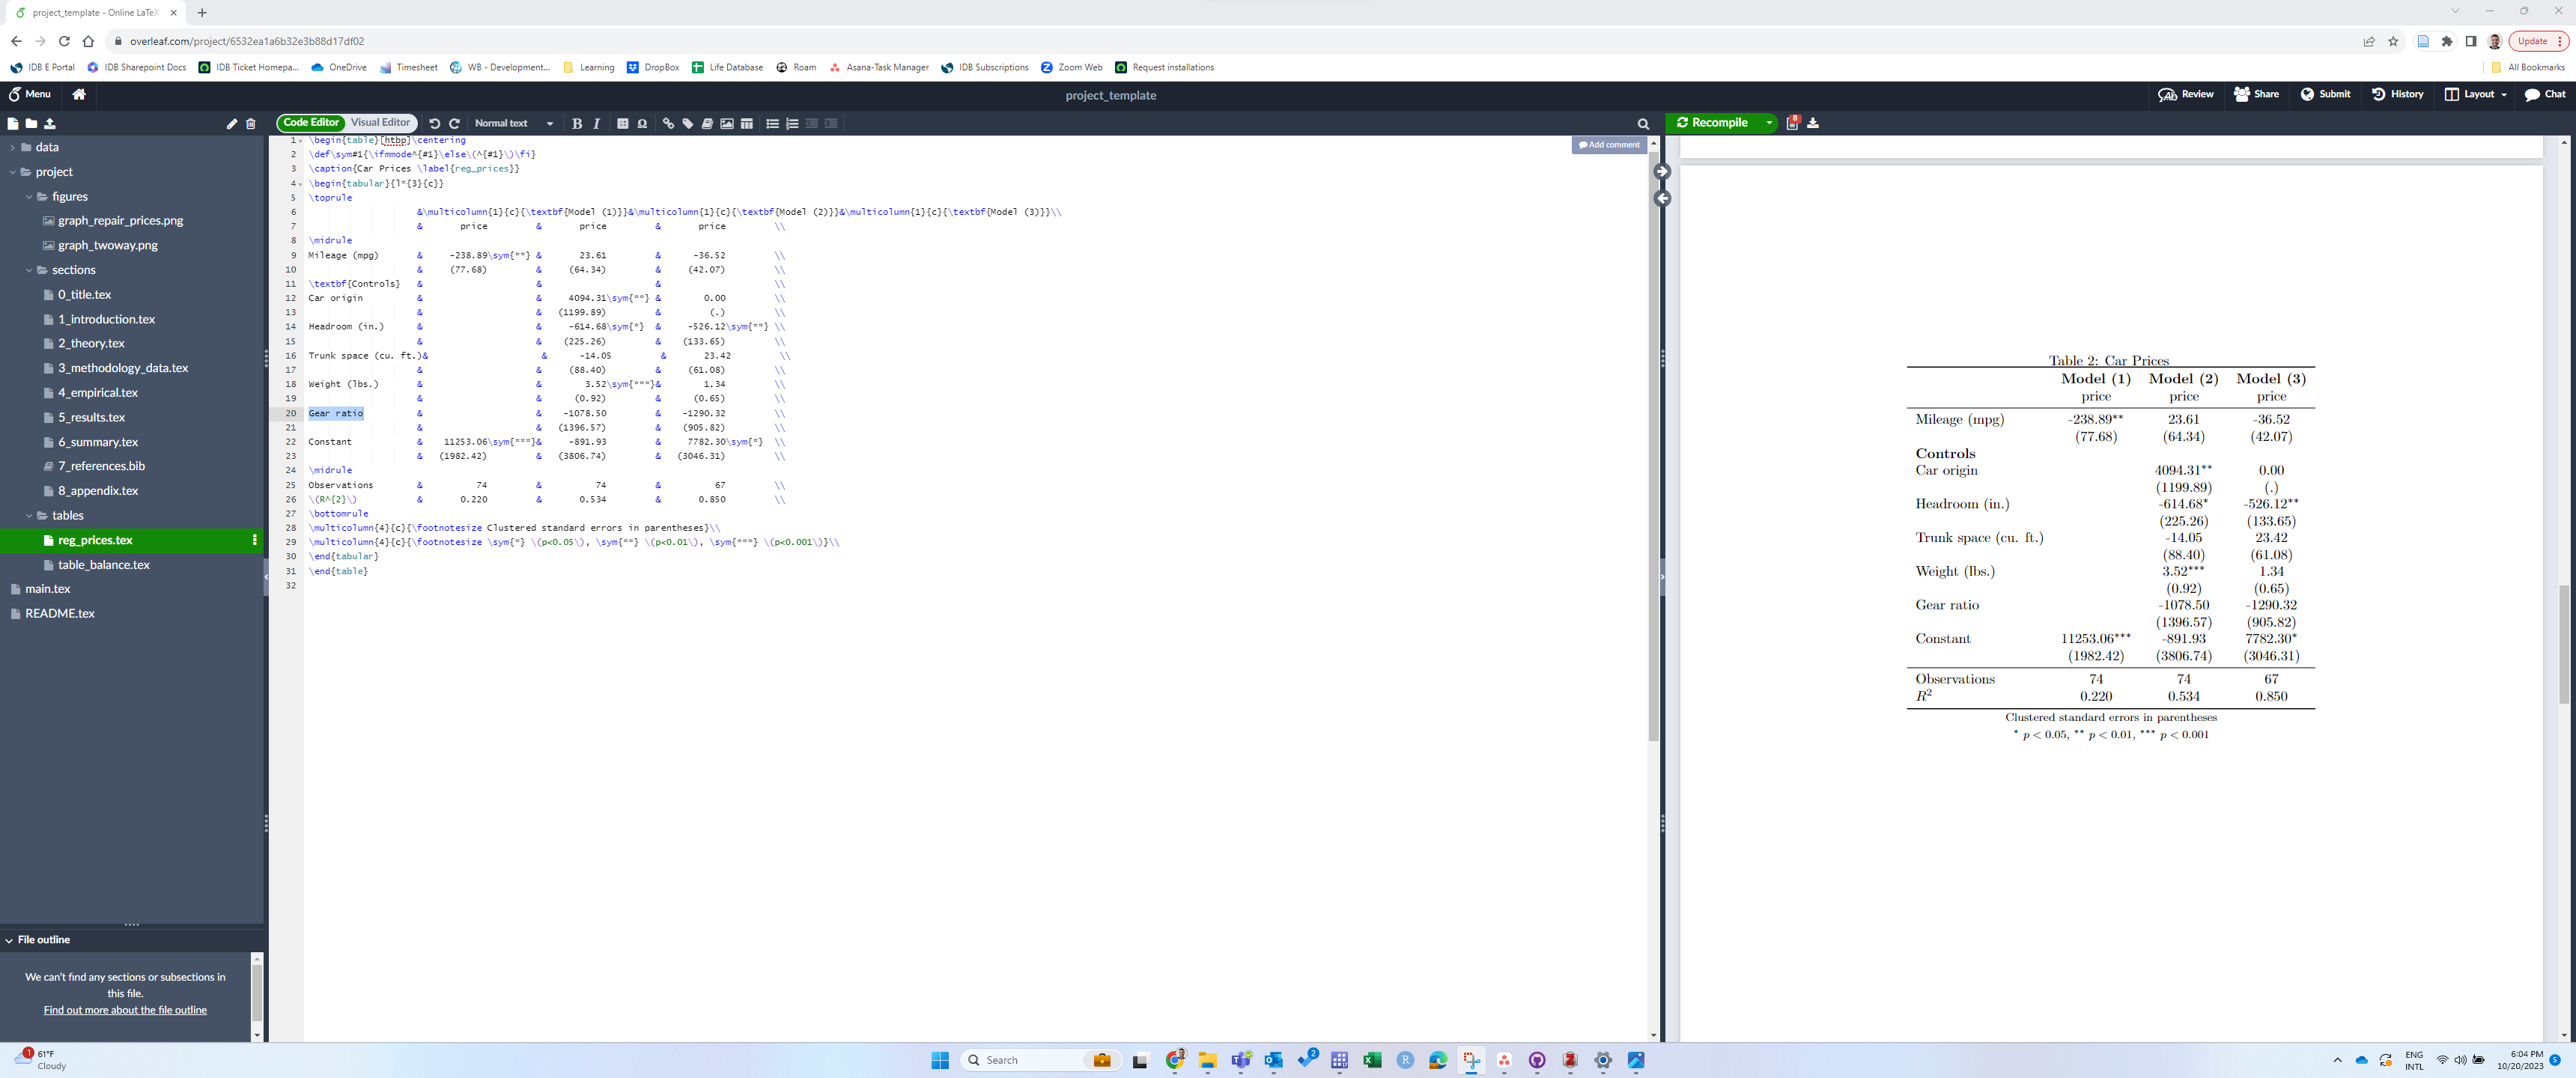 project_template - Online LaTeX
overleaf.com/project/6532ea1a6b32e3b88d17df02
Update
IDB E Portal IDB Sharepoint Docs IDB Ticket Homepa... OneDrive Timesheet WB - Development... Learning DropBox Life Database Roam Asana-Task Manager IDB Subscriptions Zoom Web Request installations All Bookmarks
Menu project_template Review Share Submit History Layout Chat
Code Editor Visual Editor Normal text B I Ω Recompile 8
Add comment
data
project
figures
graph_repair_prices.png
graph_twoway.png
sections
0_title.tex
1_introduction.tex
2_theory.tex
3_methodology_data.tex
4_empirical.tex
5_results.tex
6_summary.tex
7_references.bib
8_appendix.tex
tables
reg_prices.tex
table_balance.tex
main.tex
README.tex
File outline
We can't find any sections or subsections in
this file.
Find out more about the file outline
1 \begin{table}[htbp]\centering
2 \def\sym#1{\ifmmode^{#1}\else\(^{#1}\)\fi}
3 \caption{Car Prices \label{reg_prices}}
4 \begin{tabular}{l*{3}{c}}
5 \toprule
6 &\multicolumn{1}{c}{\textbf{Model (1)}}&\multicolumn{1}{c}{\textbf{Model (2)}}&\multicolumn{1}{c}{\textbf{Model (3)}}\\
7 & price & price & price \\
8 \midrule
9 Mileage (mpg) & -238.89\sym{**} & 23.61 & -36.52 \\
10 & (77.68) & (64.34) & (42.07) \\
11 \textbf{Controls} & & & \\
12 Car origin & & 4094.31\sym{**} & 0.00 \\
13 & & (1199.89) & (.) \\
14 Headroom (in.) & & -614.68\sym{*} & -526.12\sym{**} \\
15 & & (225.26) & (133.65) \\
16 Trunk space (cu. ft.)& & -14.05 & 23.42 \\
17 & & (88.40) & (61.08) \\
18 Weight (lbs.) & & 3.52\sym{***}& 1.34 \\
19 & & (0.92) & (0.65) \\
20 Gear ratio & & -1078.50 & -1290.32 \\
21 & & (1396.57) & (905.82) \\
22 Constant & 11253.06\sym{***}& -891.93 & 7782.30\sym{*} \\
23 & (1982.42) & (3806.74) & (3046.31) \\
24 \midrule
25 Observations & 74 & 74 & 67 \\
26 \(R^{2}\) & 0.220 & 0.534 & 0.850 \\
27 \bottomrule
28 \multicolumn{4}{c}{\footnotesize Clustered standard errors in parentheses}\\
29 \multicolumn{4}{c}{\footnotesize \sym{*} \(p<0.05\), \sym{**} \(p<0.01\), \sym{***} \(p<0.001\)}\\
30 \end{tabular}
31 \end{table}
32
Table 2: Car Prices
Model (1) Model (2) Model (3)
price price price
Mileage (mpg) -238.89** 23.61 -36.52
(77.68) (64.34) (42.07)
Controls
Car origin 4094.31** 0.00
(1199.89) (.)
Headroom (in.) -614.68* -526.12**
(225.26) (133.65)
Trunk space (cu. ft.) -14.05 23.42
(88.40) (61.08)
Weight (lbs.) 3.52*** 1.34
(0.92) (0.65)
Gear ratio -1078.50 -1290.32
(1396.57) (905.82)
Constant 11253.06*** -891.93 7782.30*
(1982.42) (3806.74) (3046.31)
Observations 74 74 67
R² 0.220 0.534 0.850
Clustered standard errors in parentheses
* p < 0.05, ** p < 0.01, *** p < 0.001
1 61°F
Cloudy
Search
2
ENG
INTL
6:04 PM
10/20/2023
5